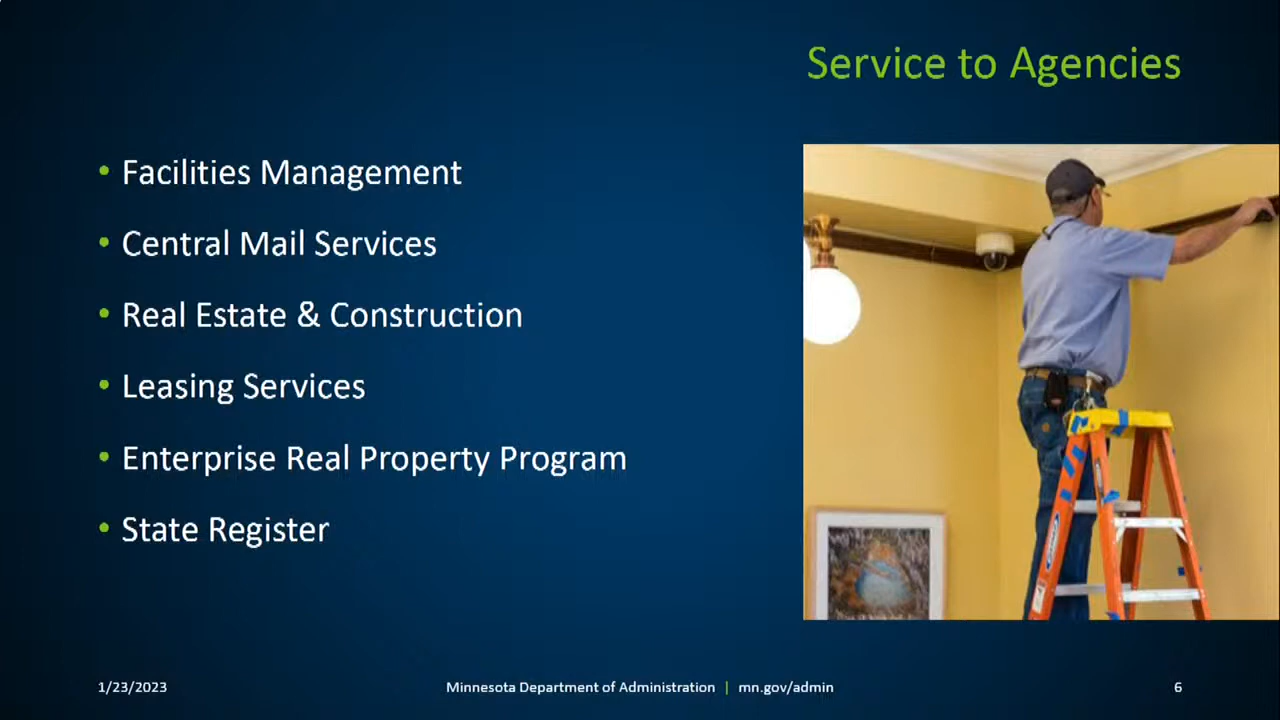 Service to Agencies
• Facilities Management
• Central Mail Services
• Real Estate & Construction
• Leasing Services
• Enterprise Real Property Program
• State Register
1/23/2023
Minnesota Department of Administration | mn.gov/admin
6